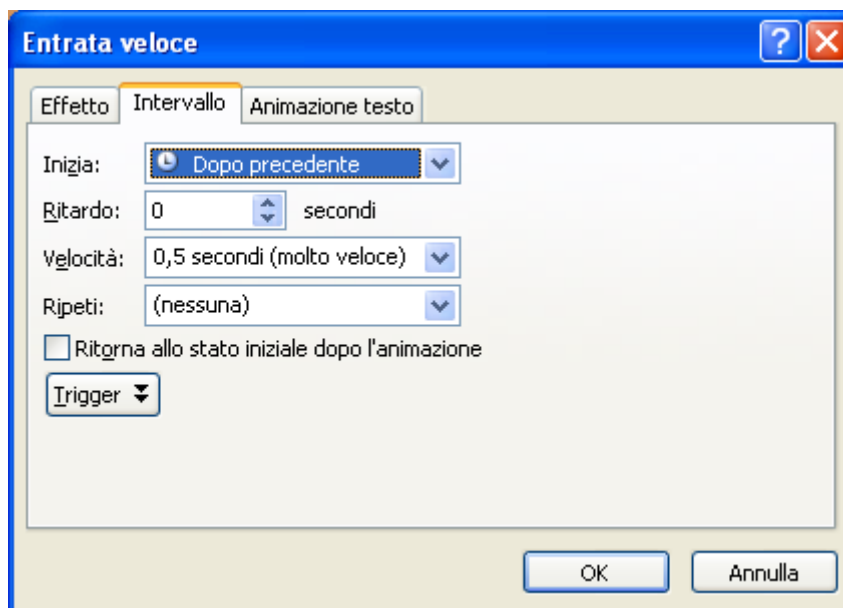 Entrata veloce
Effetto Intervallo Animazione testo
Inizia: Dopo precedente
Ritardo: 0 secondi
Velocità: 0,5 secondi (molto veloce)
Ripeti: (nessuna)
Ritorna allo stato iniziale dopo l'animazione
Trigger
OK Annulla